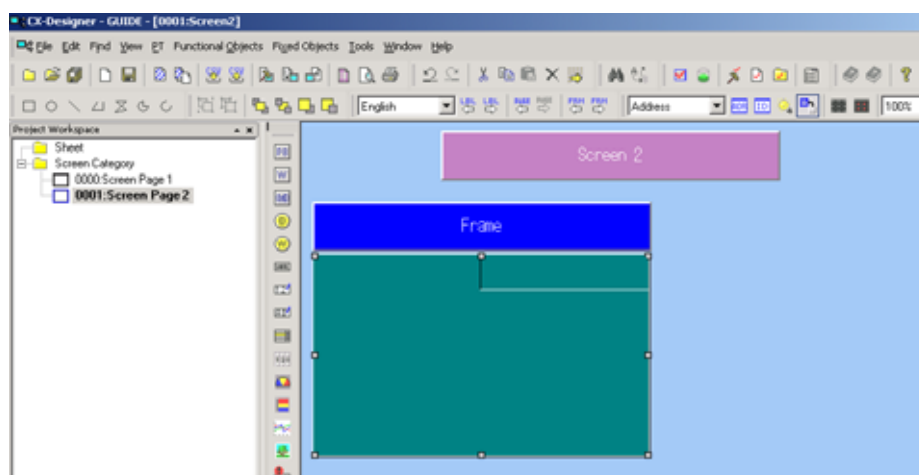 CX-Designer - GUIDE - [0001:Screen2]
File Edit Find View PT Functional Objects Fixed Objects Tools Window Help
English Address 100%
Project Workspace
Sheet
Screen Category
0000:Screen Page 1
0001:Screen Page 2
Screen 2
Frame